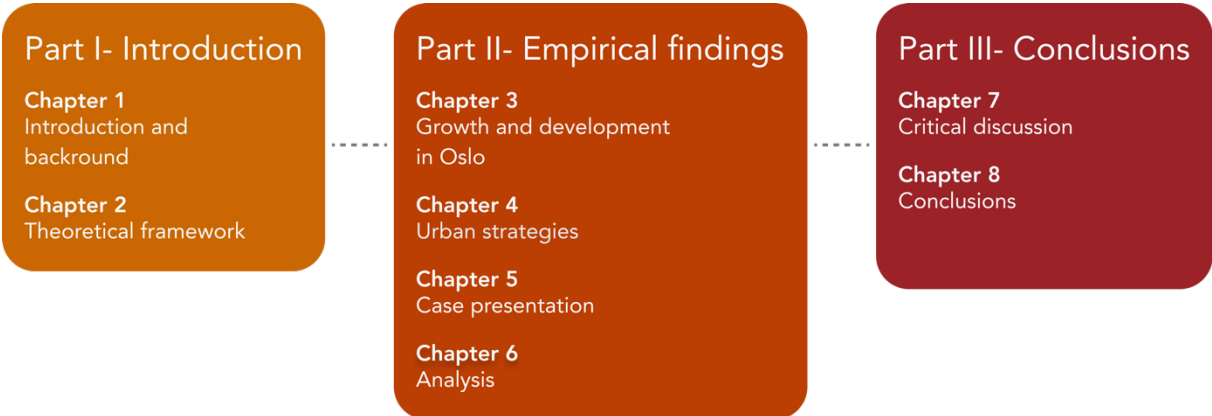 Part I- Introduction
Chapter 1
Introduction and
backround
Chapter 2
Theoretical framework
Part II- Empirical findings
Chapter 3
Growth and development
in Oslo
Chapter 4
Urban strategies
Chapter 5
Case presentation
Chapter 6
Analysis
Part III- Conclusions
Chapter 7
Critical discussion
Chapter 8
Conclusions